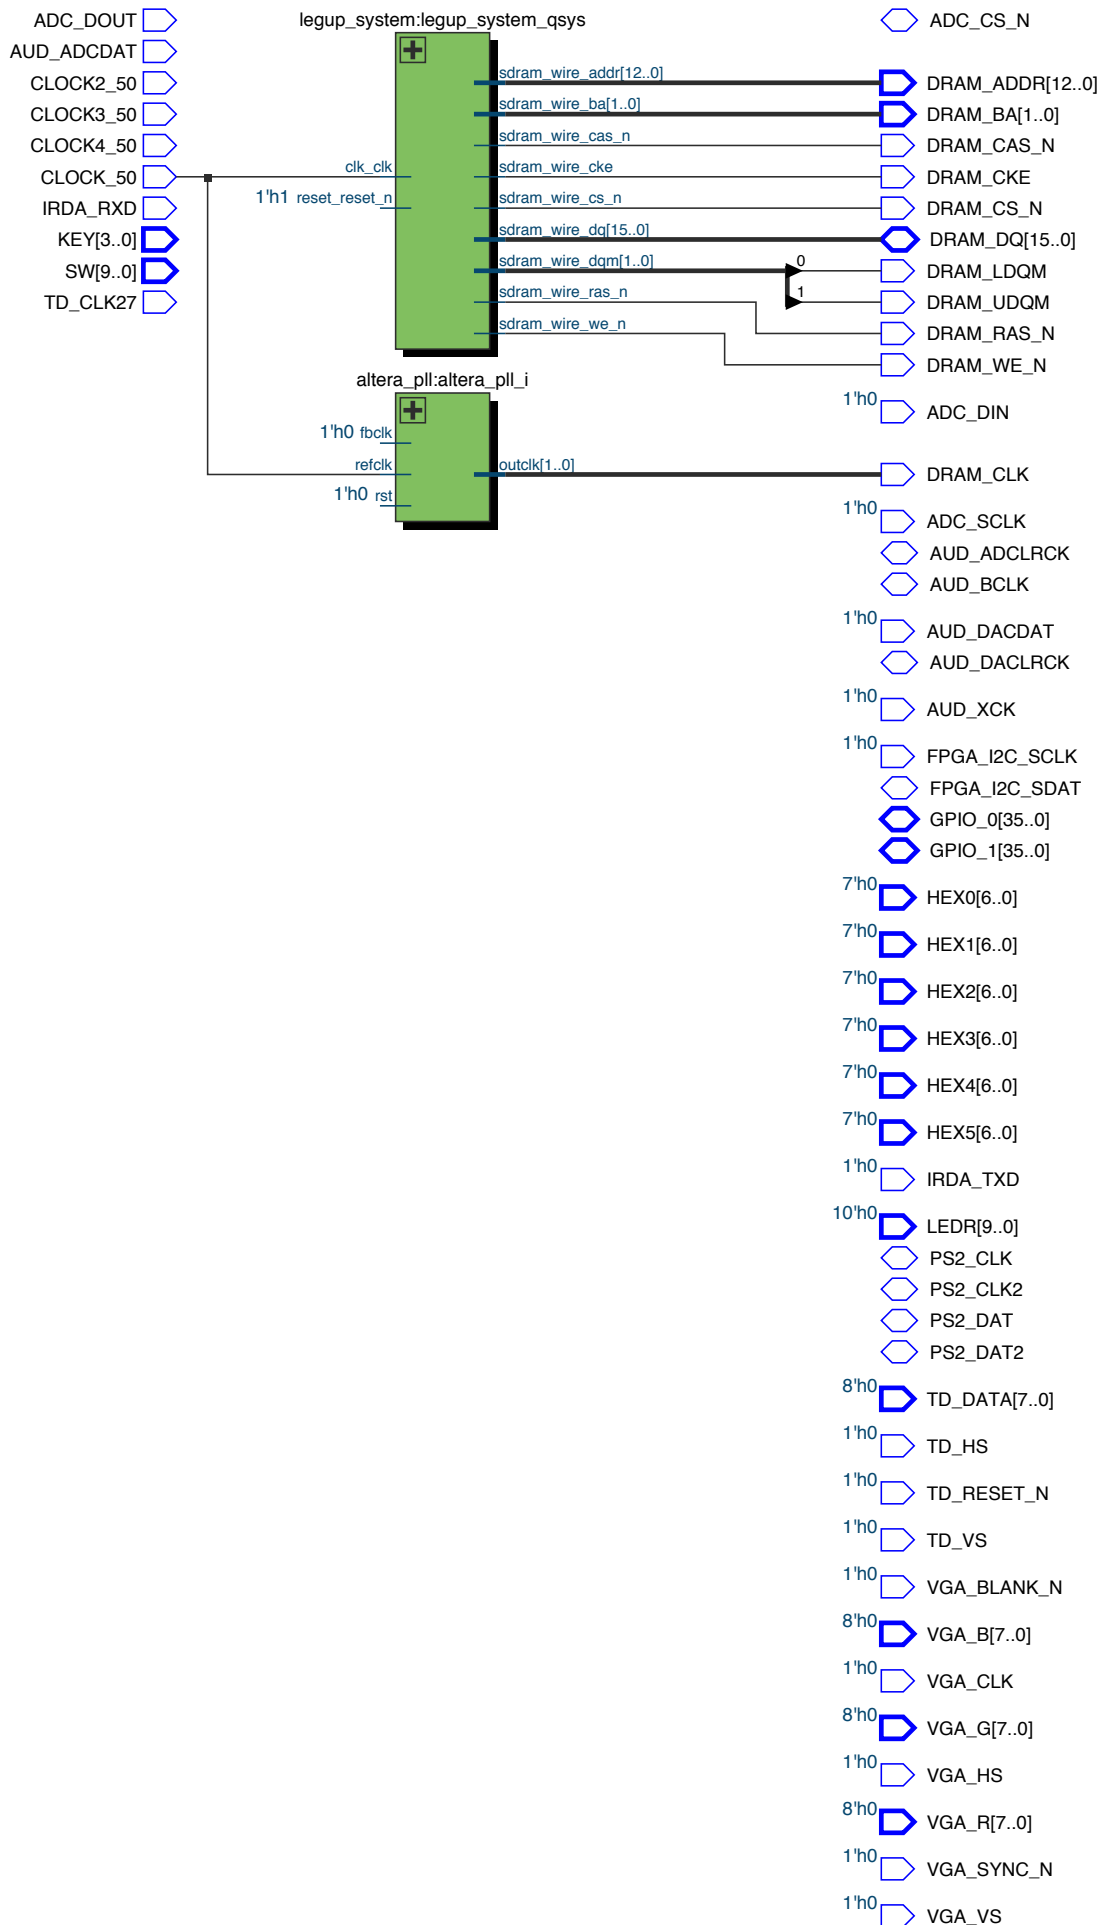 ADC_DOUT
AUD_ADCDAT
CLOCK2_50
CLOCK3_50
CLOCK4_50
CLOCK_50
IRDA_RXD
KEY[3..0]
SW[9..0]
TD_CLK27
legup_system:legup_system_qsys
clk_clk
1'h1 reset_reset_n
sdram_wire_addr[12..0]
sdram_wire_ba[1..0]
sdram_wire_cas_n
sdram_wire_cke
sdram_wire_cs_n
sdram_wire_dq[15..0]
sdram_wire_dqm[1..0]
sdram_wire_ras_n
sdram_wire_we_n
0
1
altera_pll:altera_pll_i
1'h0 fbclk
refclk
1'h0 rst
outclk[1..0]
ADC_CS_N
DRAM_ADDR[12..0]
DRAM_BA[1..0]
DRAM_CAS_N
DRAM_CKE
DRAM_CS_N
DRAM_DQ[15..0]
DRAM_LDQM
DRAM_UDQM
DRAM_RAS_N
DRAM_WE_N
1'h0 ADC_DIN
DRAM_CLK
1'h0 ADC_SCLK
AUD_ADCLRCK
AUD_BCLK
1'h0 AUD_DACDAT
AUD_DACLRCK
1'h0 AUD_XCK
1'h0 FPGA_I2C_SCLK
FPGA_I2C_SDAT
GPIO_0[35..0]
GPIO_1[35..0]
7'h0 HEX0[6..0]
7'h0 HEX1[6..0]
7'h0 HEX2[6..0]
7'h0 HEX3[6..0]
7'h0 HEX4[6..0]
7'h0 HEX5[6..0]
1'h0 IRDA_TXD
10'h0 LEDR[9..0]
PS2_CLK
PS2_CLK2
PS2_DAT
PS2_DAT2
8'h0 TD_DATA[7..0]
1'h0 TD_HS
1'h0 TD_RESET_N
1'h0 TD_VS
1'h0 VGA_BLANK_N
8'h0 VGA_B[7..0]
1'h0 VGA_CLK
8'h0 VGA_G[7..0]
1'h0 VGA_HS
8'h0 VGA_R[7..0]
1'h0 VGA_SYNC_N
1'h0 VGA_VS